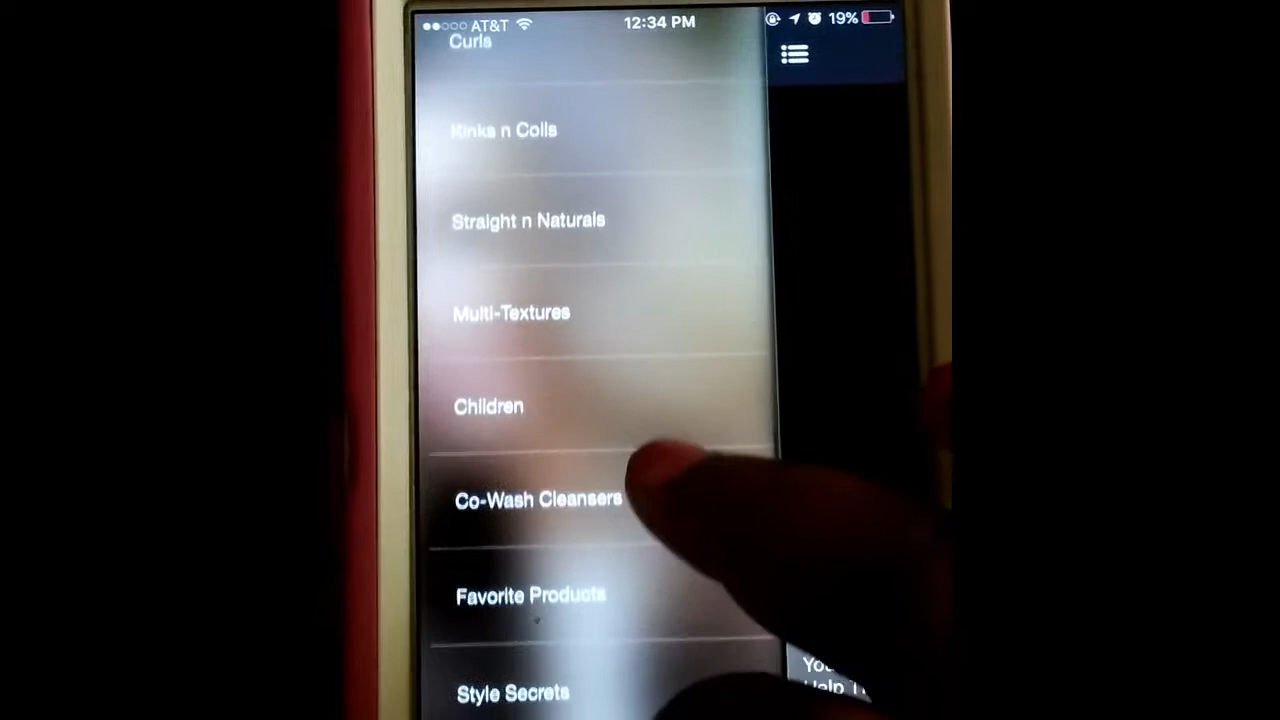 AT&T 12:34 PM 19%
Curls
Kinks n Coils
Straight n Naturals
Multi-Textures
Children
Co-Wash Cleansers
Favorite Products
Style Secrets